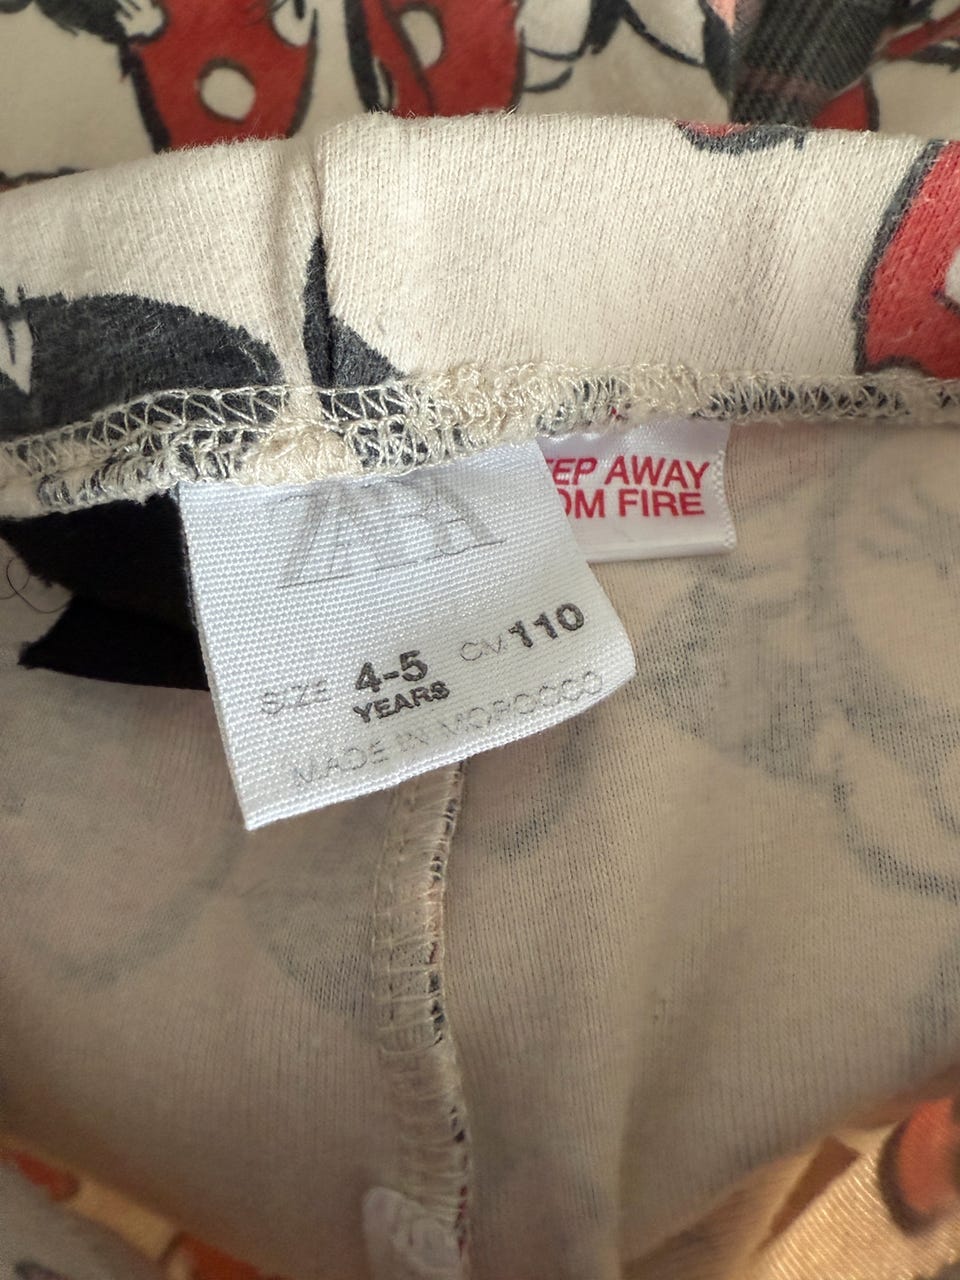 ZARA
SIZE 4-5 CM 110
YEARS
MADE IN MOROCCO
EEP AWAY
OM FIRE